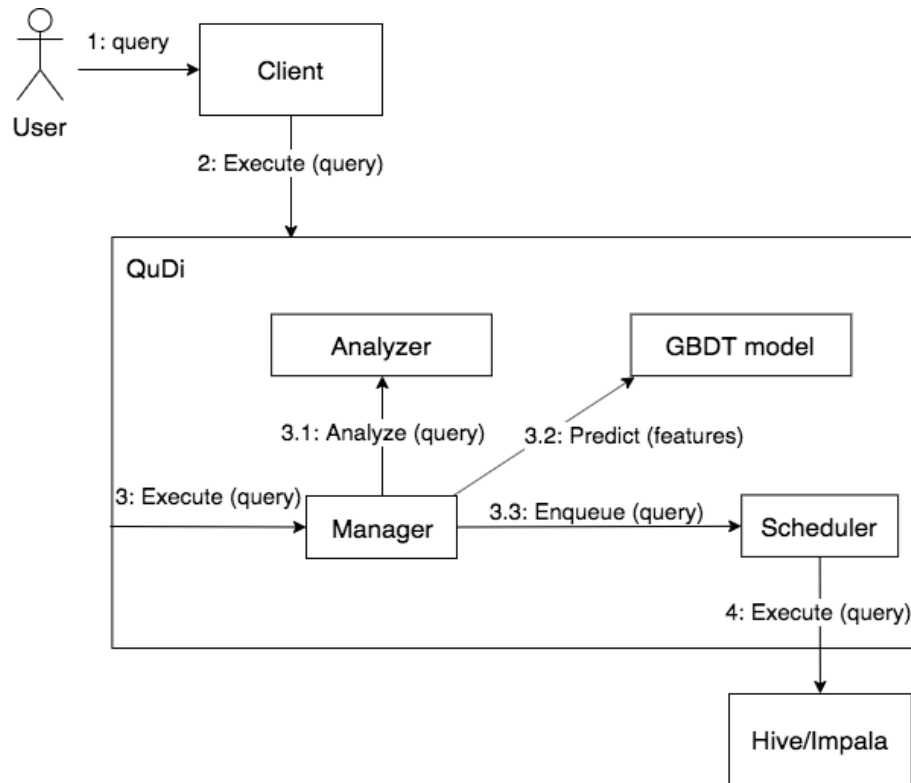 1: query
Client
User
2: Execute (query)
QuDi
Analyzer
GBDT model
3.1: Analyze (query)
3.2: Predict (features)
3: Execute (query)
Manager
3.3: Enqueue (query)
Scheduler
4: Execute (query)
Hive/Impala